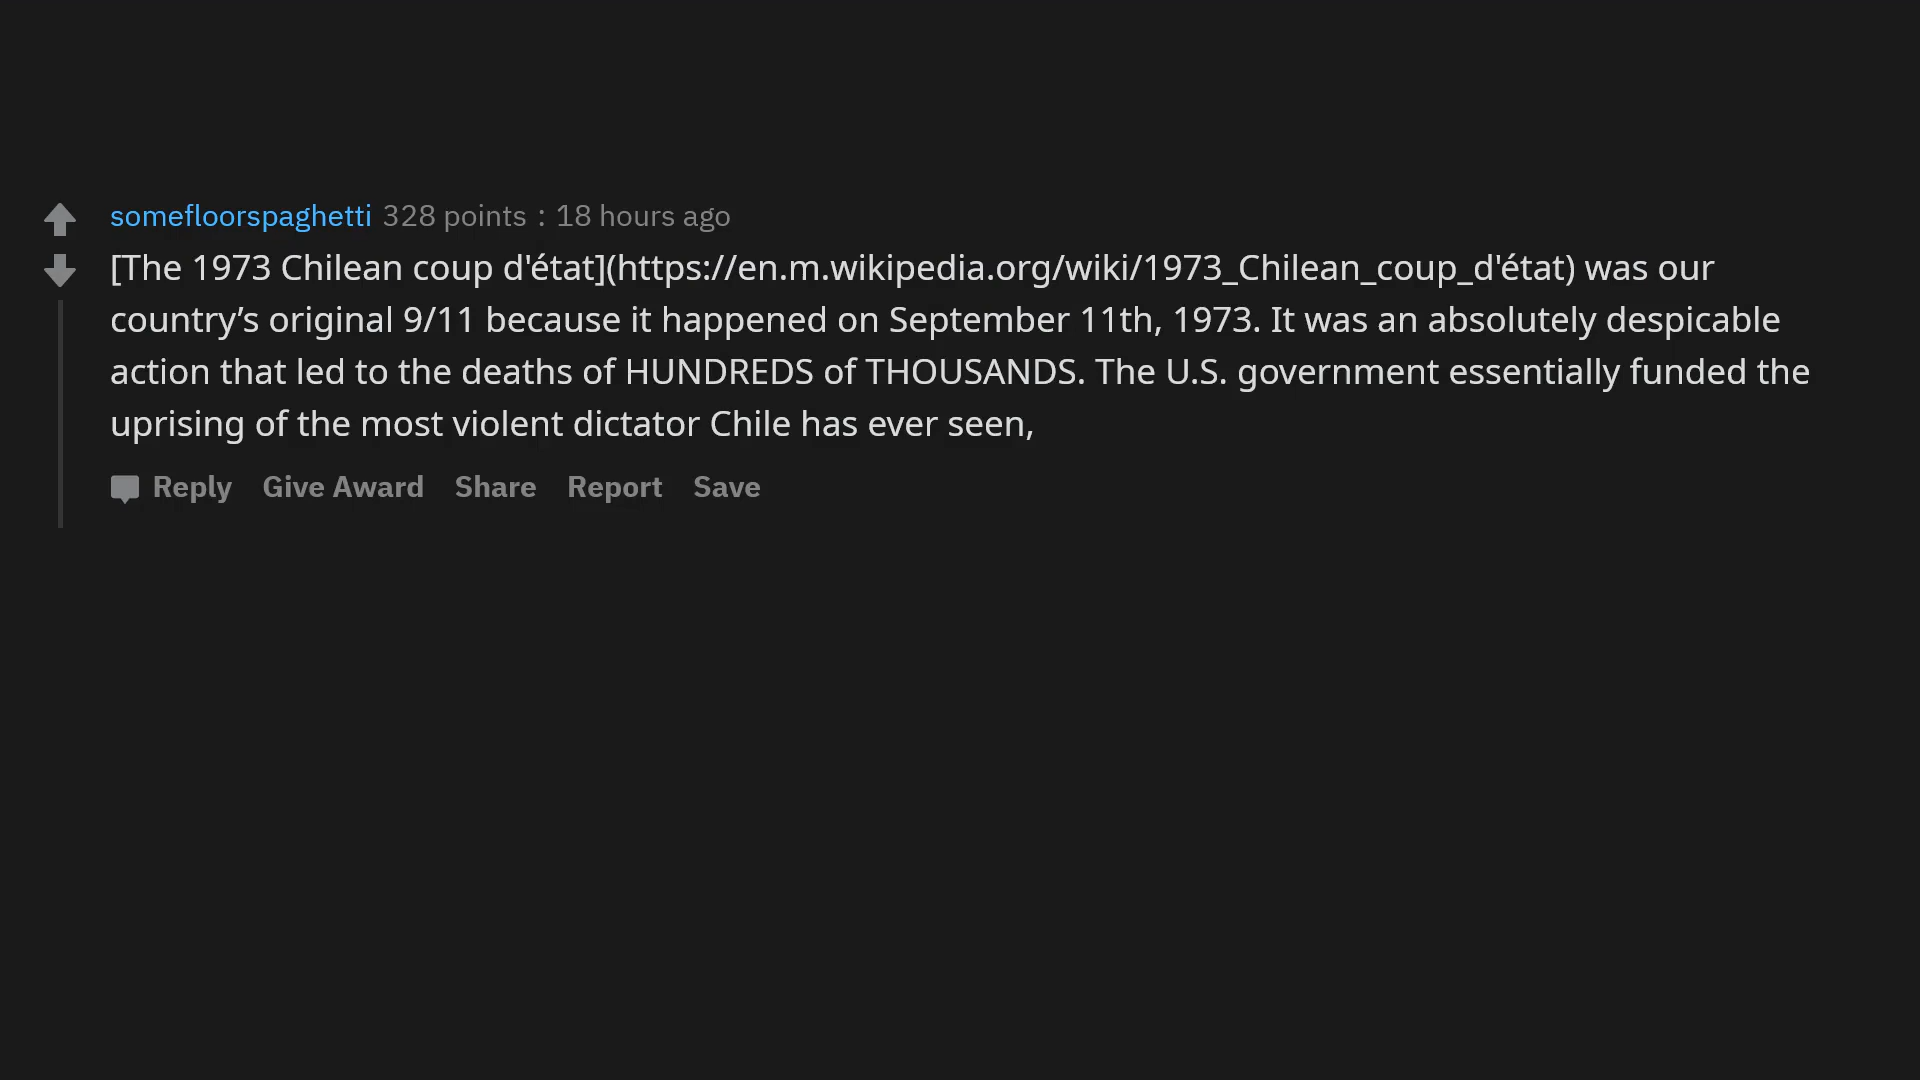 somefloorspaghetti 328 points : 18 hours ago
[The 1973 Chilean coup d'état](https://en.m.wikipedia.org/wiki/1973_Chilean_coup_d'état) was our
country’s original 9/11 because it happened on September 11th, 1973. It was an absolutely despicable
action that led to the deaths of HUNDREDS of THOUSANDS. The U.S. government essentially funded the
uprising of the most violent dictator Chile has ever seen,
Reply Give Award Share Report Save